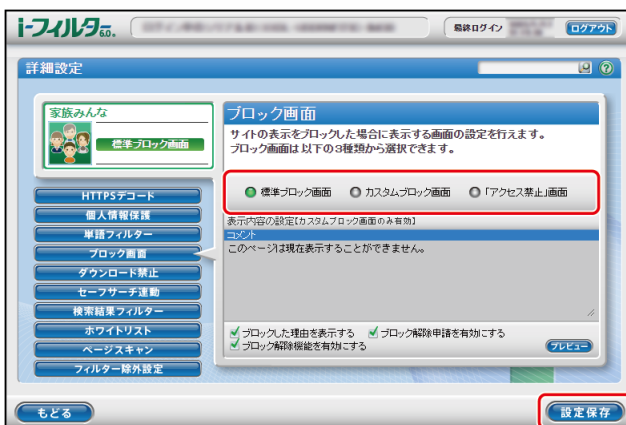 i-フィルター6.0
最終ログイン
ログアウト
詳細設定
家族みんな
標準ブロック画面
ブロック画面
サイトの表示をブロックした場合に表示する画面の設定を行えます。
ブロック画面は以下の3種類から選択できます。
標準ブロック画面 カスタムブロック画面 「アクセス禁止」画面
表示内容の設定【カスタムブロック画面のみ有効】
コメント
このページは現在表示することができません。
ブロックした理由を表示する ブロック解除申請を有効にする
ブロック解除機能を有効にする
プレビュー
HTTPSデコード
個人情報保護
単語フィルター
ブロック画面
ダウンロード禁止
セーフサーチ連動
検索結果フィルター
ホワイトリスト
ページスキャン
フィルター除外設定
もどる
設定保存